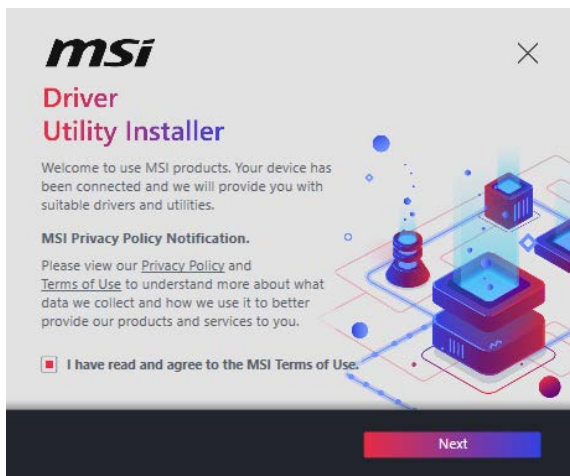 msi
Driver
Utility Installer
Welcome to use MSI products. Your device has
been connected and we will provide you with
suitable drivers and utilities.
MSI Privacy Policy Notification.
Please view our Privacy Policy and
Terms of Use to understand more about what
data we collect and how we use it to better
provide our products and services to you.
I have read and agree to the MSI Terms of Use.
Next